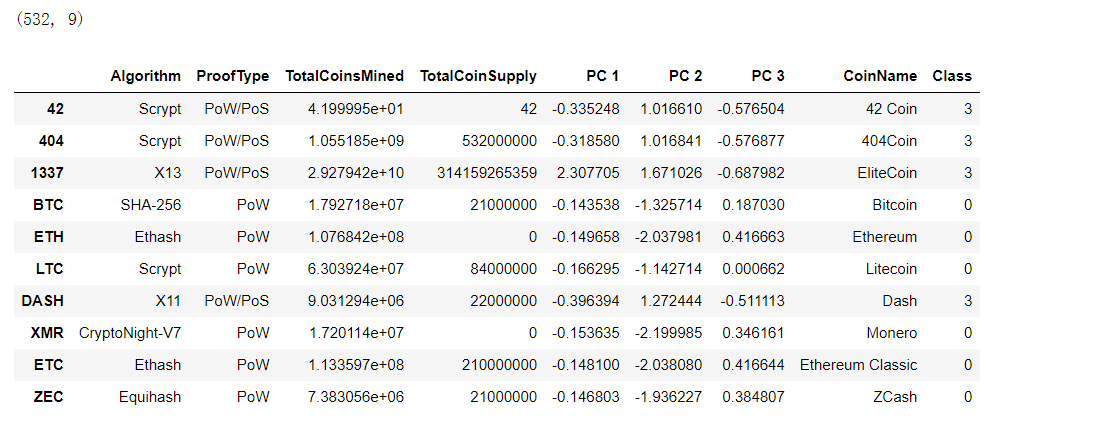 (532, 9)
Algorithm ProofType TotalCoinsMined TotalCoinSupply PC 1 PC 2 PC 3 CoinName Class
42 Scrypt PoW/PoS 4.199995e+01 42 -0.335248 1.016610 -0.576504 42 Coin 3
404 Scrypt PoW/PoS 1.055185e+09 532000000 -0.318580 1.016841 -0.576877 404Coin 3
1337 X13 PoW/PoS 2.927942e+10 314159265359 2.307705 1.671026 -0.687982 EliteCoin 3
BTC SHA-256 PoW 1.792718e+07 21000000 -0.143538 -1.325714 0.187030 Bitcoin 0
ETH Ethash PoW 1.076842e+08 0 -0.149658 -2.037981 0.416663 Ethereum 0
LTC Scrypt PoW 6.303924e+07 84000000 -0.166295 -1.142714 0.000662 Litecoin 0
DASH X11 PoW/PoS 9.031294e+06 22000000 -0.396394 1.272444 -0.511113 Dash 3
XMR CryptoNight-V7 PoW 1.720114e+07 0 -0.153635 -2.199985 0.346161 Monero 0
ETC Ethash PoW 1.133597e+08 210000000 -0.148100 -2.038080 0.416644 Ethereum Classic 0
ZEC Equihash PoW 7.383056e+06 21000000 -0.146803 -1.936227 0.384807 ZCash 0